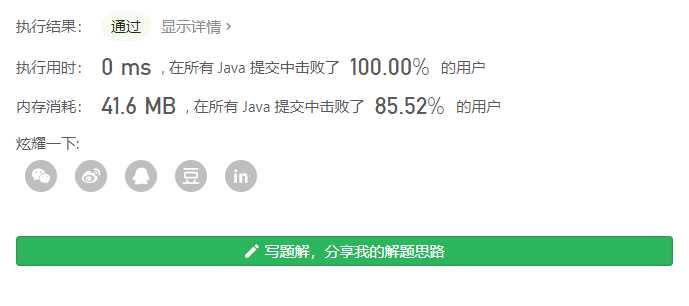 执行结果： 通过 显示详情 >
执行用时： 0 ms , 在所有 Java 提交中击败了 100.00% 的用户
内存消耗： 41.6 MB , 在所有 Java 提交中击败了 85.52% 的用户
炫耀一下:
豆 in
写题解，分享我的解题思路